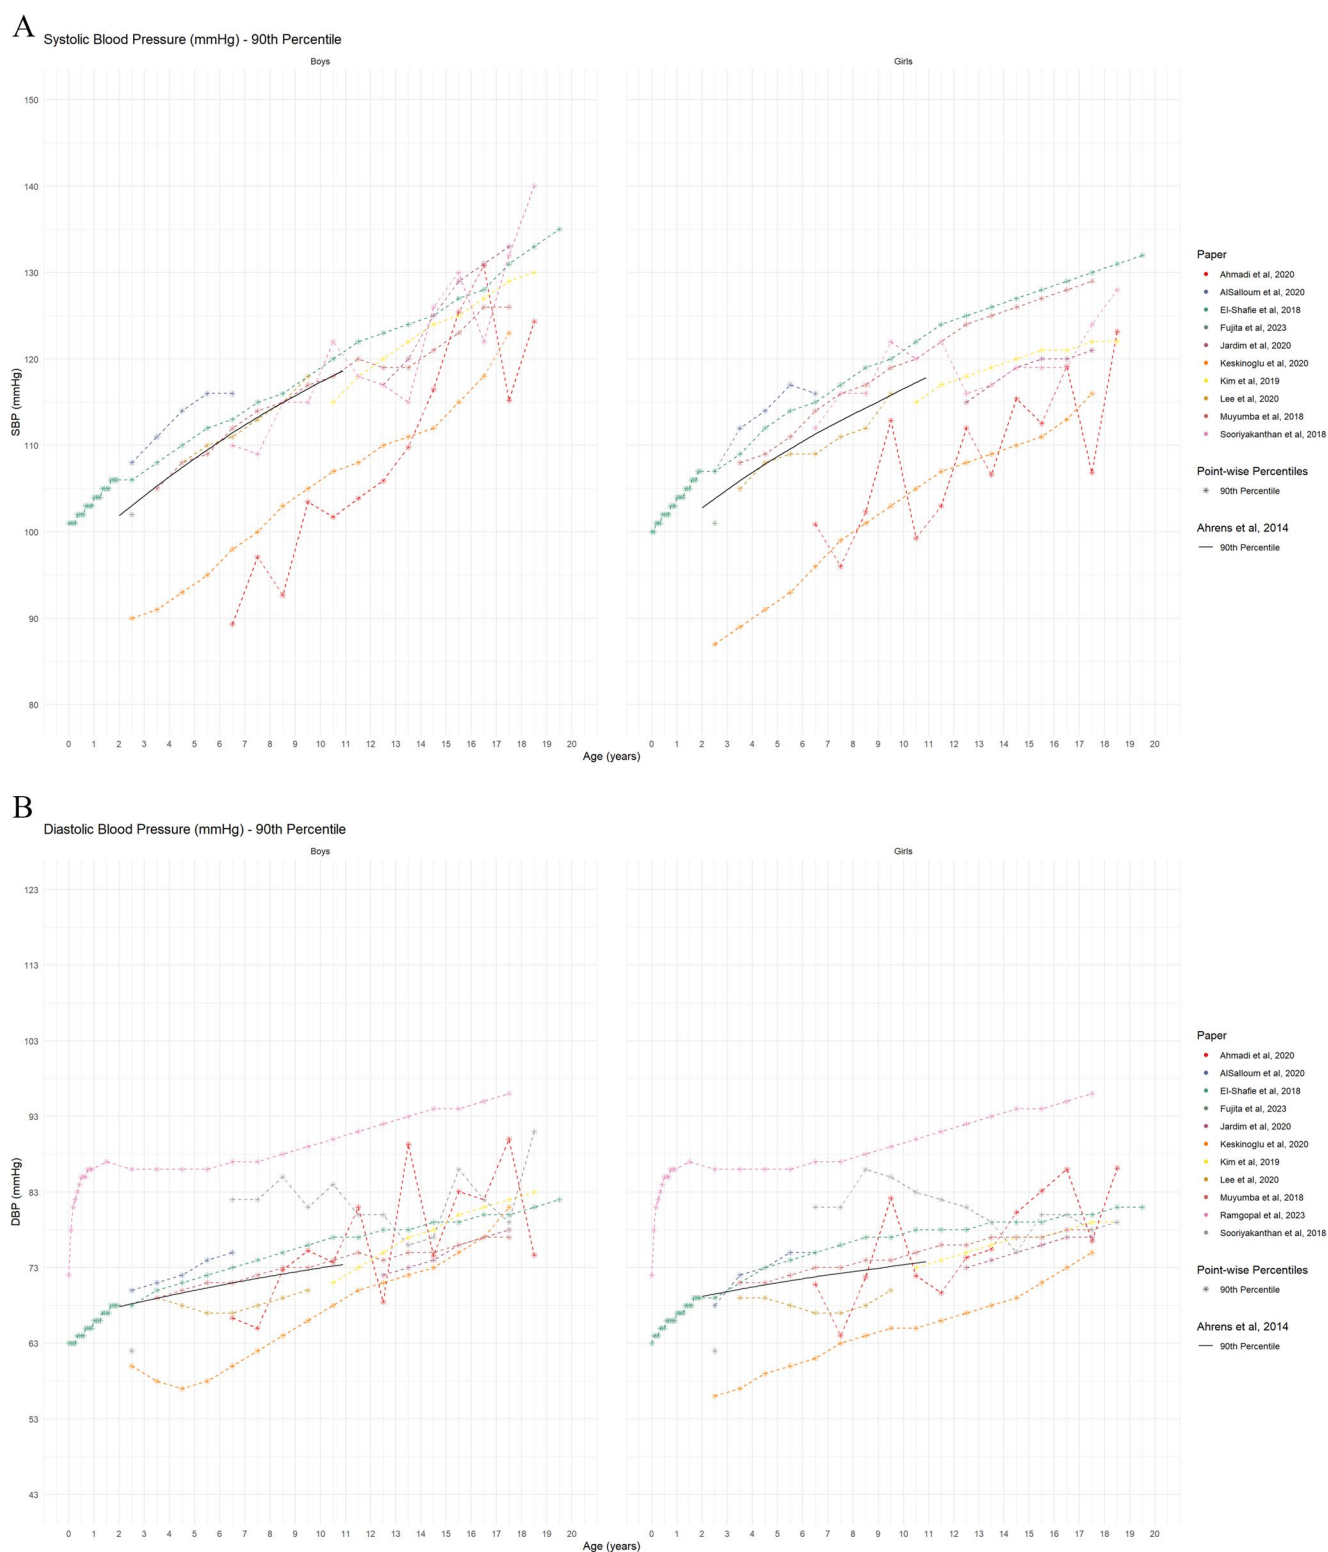 A
Systolic Blood Pressure (mmHg) - 90th Percentile
Boys
Girls
150
140
130
120
110
100
90
80
SBP (mmHg)
0 1 2 3 4 5 6 7 8 9 10 11 12 13 14 15 16 17 18 19 20
0 1 2 3 4 5 6 7 8 9 10 11 12 13 14 15 16 17 18 19 20
Age (years)
Paper
Ahmadi et al, 2020
AlSalloum et al, 2020
El-Shafie et al, 2018
Fujita et al, 2023
Jardim et al, 2020
Keskinoglu et al, 2020
Kim et al, 2019
Lee et al, 2020
Muyumba et al, 2018
Sooriyakanthan et al, 2018
Point-wise Percentiles
90th Percentile
Ahrens et al, 2014
90th Percentile
B
Diastolic Blood Pressure (mmHg) - 90th Percentile
Boys
Girls
123
113
103
93
83
73
63
53
43
DBP (mmHg)
0 1 2 3 4 5 6 7 8 9 10 11 12 13 14 15 16 17 18 19 20
0 1 2 3 4 5 6 7 8 9 10 11 12 13 14 15 16 17 18 19 20
Age (years)
Paper
Ahmadi et al, 2020
AlSalloum et al, 2020
El-Shafie et al, 2018
Fujita et al, 2023
Jardim et al, 2020
Keskinoglu et al, 2020
Kim et al, 2019
Lee et al, 2020
Muyumba et al, 2018
Ramgopal et al, 2023
Sooriyakanthan et al, 2018
Point-wise Percentiles
90th Percentile
Ahrens et al, 2014
90th Percentile